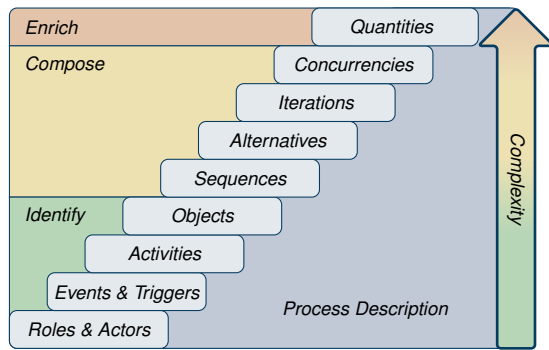 Enrich
Quantities
Compose
Concurrencies
Iterations
Alternatives
Sequences
Identify
Objects
Activities
Events & Triggers
Roles & Actors
Process Description
Complexity